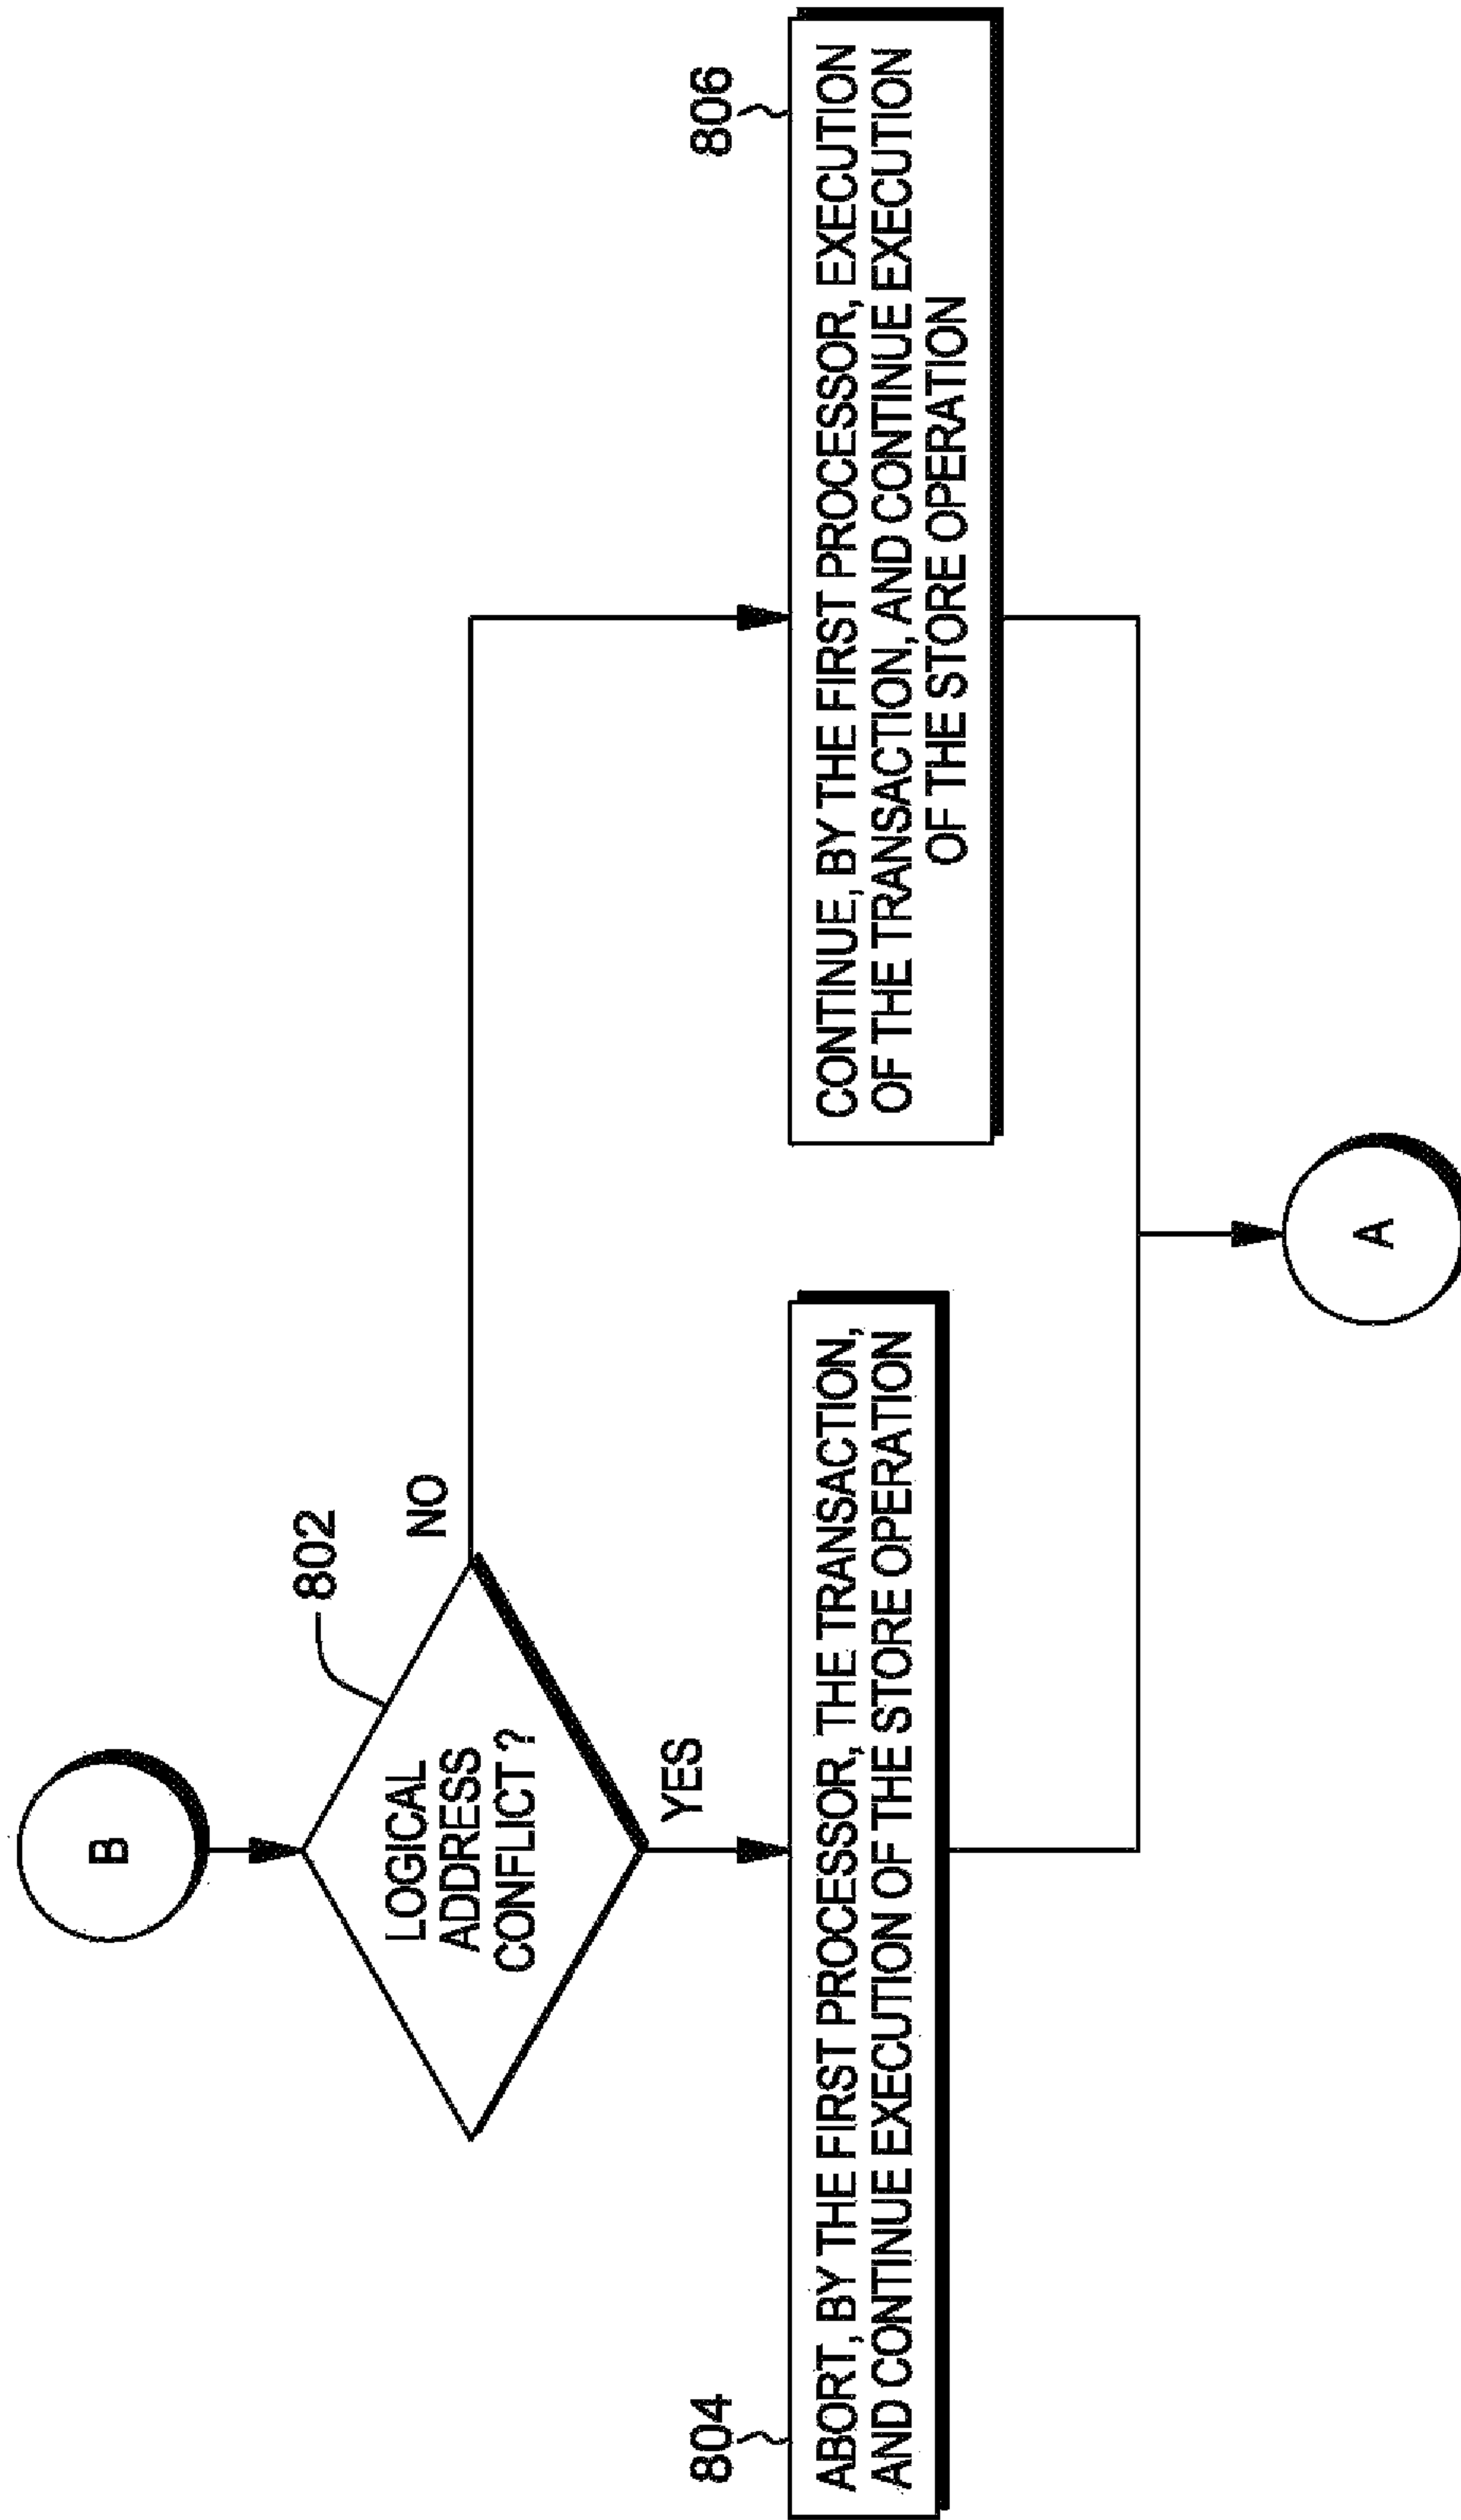 B
802
LOGICAL
ADDRESS
CONFLICT ?
NO
YES
804
ABORT, BY THE FIRST PROCESSOR, THE TRANSACTION,
AND CONTINUE EXECUTION OF THE STORE OPERATION
806
CONTINUE, BY THE FIRST PROCESSOR, EXECUTION
OF THE TRANSACTION, AND CONTINUE EXECUTION
OF THE STORE OPERATION
A